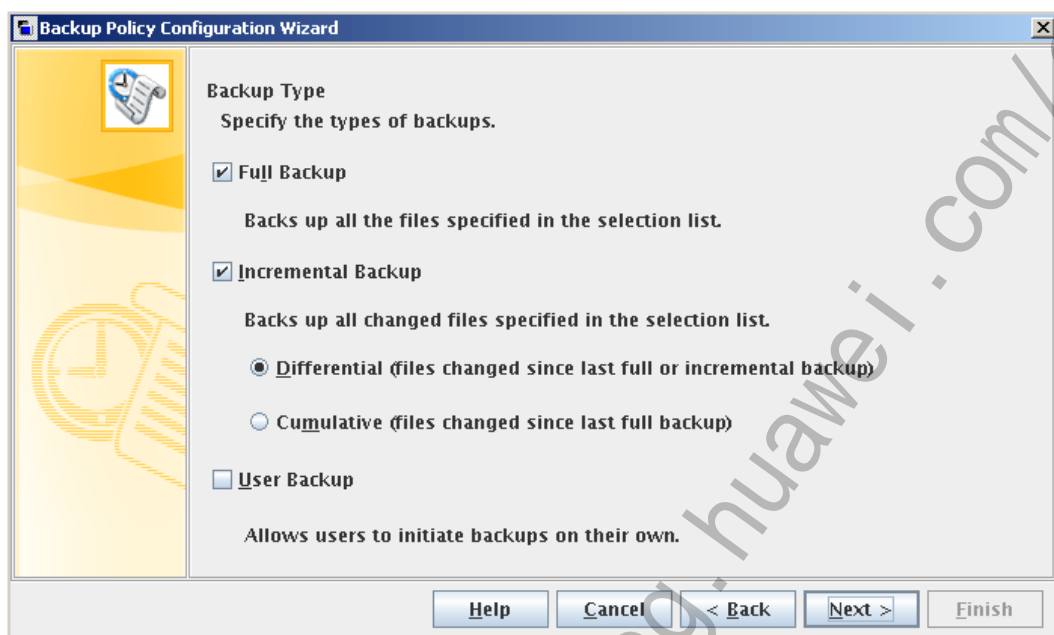 Backup Policy Configuration Wizard
Backup Type
Specify the types of backups.
Full Backup
Backs up all the files specified in the selection list.
Incremental Backup
Backs up all changed files specified in the selection list.
Differential (files changed since last full or incremental backup)
Cumulative (files changed since last full backup)
User Backup
Allows users to initiate backups on their own.
Help Cancel < Back Next > Finish
g.huawei.com/